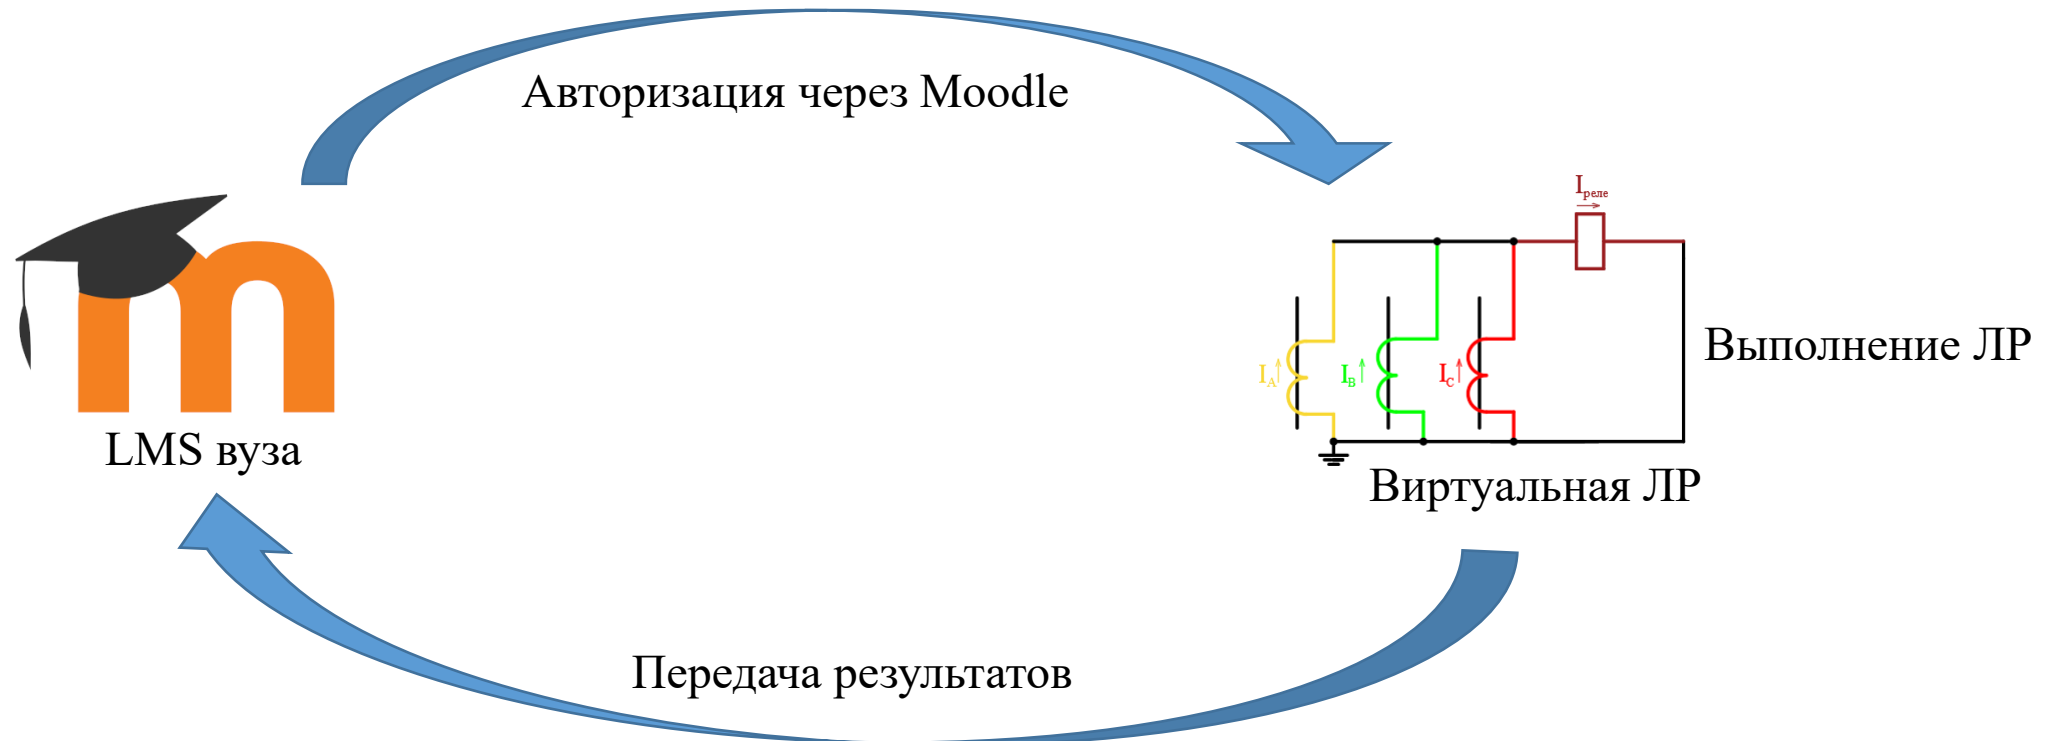 Авторизация через Moodle
Iреле
IA
IB
IC
Выполнение ЛР
LMS вуза
Виртуальная ЛР
Передача результатов